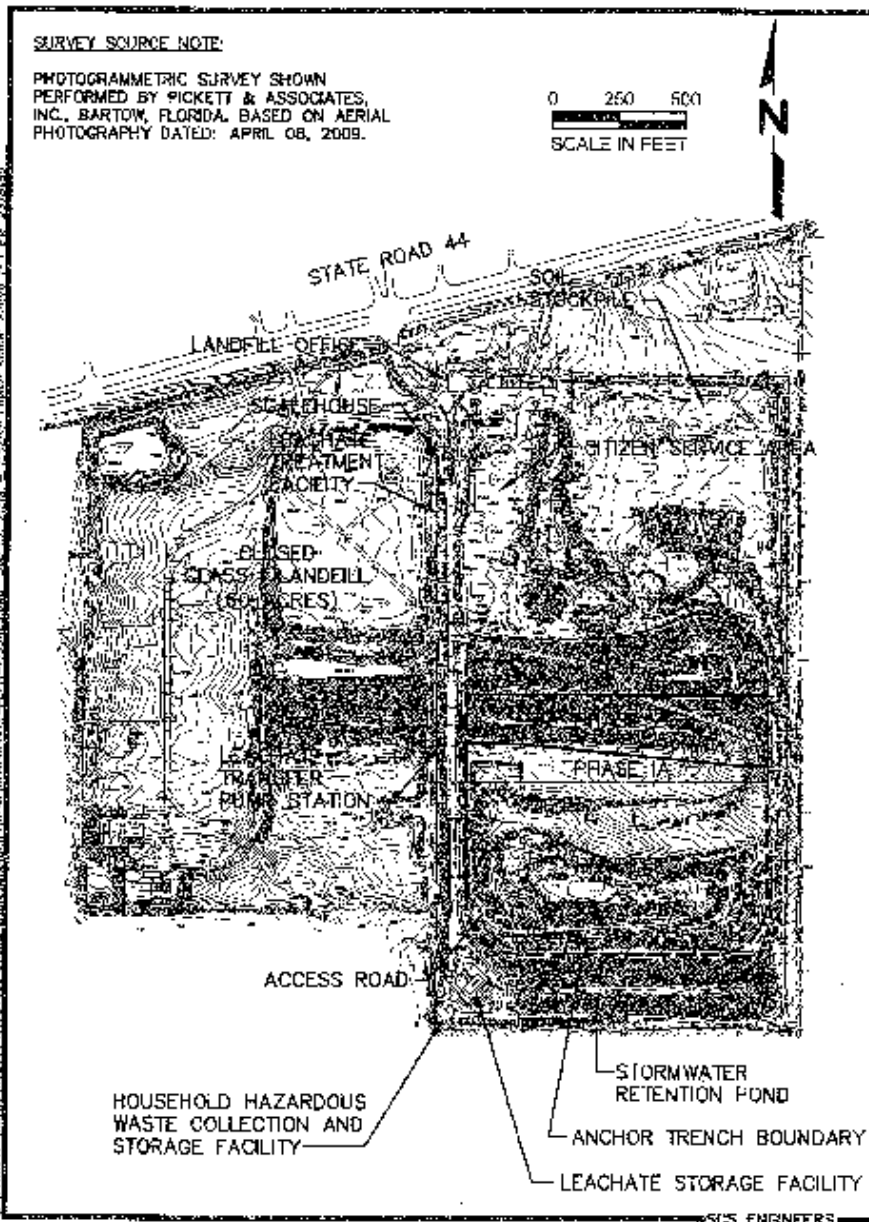 SURVEY SOURCE NOTE:
PHOTOGRAMMETRIC SURVEY SHOWN
PERFORMED BY PICKETT & ASSOCIATES,
INC., BARTOW, FLORIDA. BASED ON AERIAL
PHOTOGRAPHY DATED: APRIL 08, 2009.
0 250 500
SCALE IN FEET
N
STATE ROAD 44
SOIL
STOCKPILE
LANDFILL OFFICE
SCALEHOUSE
LEACHATE
TREATMENT
FACILITY
CITIZEN SERVICE AREA
CLOSED
CLASS I LANDFILL
(60 ACRES)
PHASE 1A
TRANSFER
PUMP STATION
ACCESS ROAD
STORMWATER
RETENTION POND
HOUSEHOLD HAZARDOUS
WASTE COLLECTION AND
STORAGE FACILITY
ANCHOR TRENCH BOUNDARY
LEACHATE STORAGE FACILITY
SCS ENGINEERS